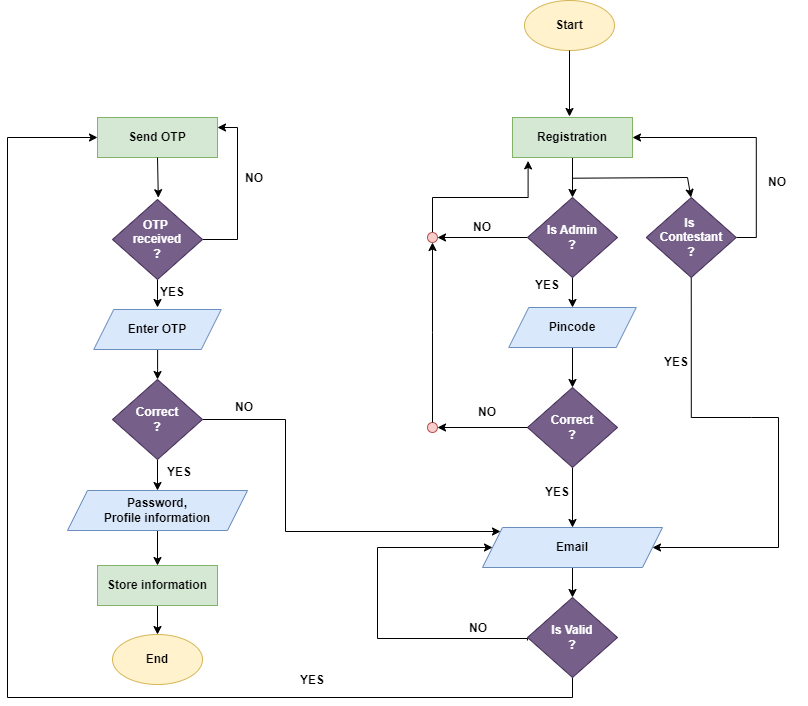 Start
Send OTP
Registration
NO
NO
OTP
received
?
Is Admin
?
NO
Is
Contestant
?
YES
YES
Enter OTP
Pincode
YES
Correct
?
NO
Correct
?
NO
YES
YES
Password,
Profile information
Email
Store information
Is Valid
?
NO
End
YES